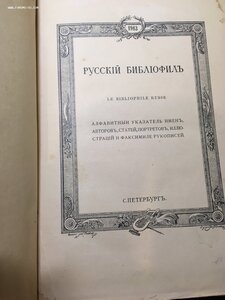 1913
РУССКІЙ БИБЛІОФИЛЪ
LE BIBLIOPHILE RUSSE
АЛФАВИТНЫЙ УКАЗАТЕЛЬ ИМЕНЪ,
АВТОРОВЪ, СТАТЕЙ, ПОРТРЕТОВЪ, ИЛЛЮ-
СТРАЦІЙ и ФАКСИМИЛЕ РУКОПИСЕЙ.
С.ПЕТЕРБУРГЪ.